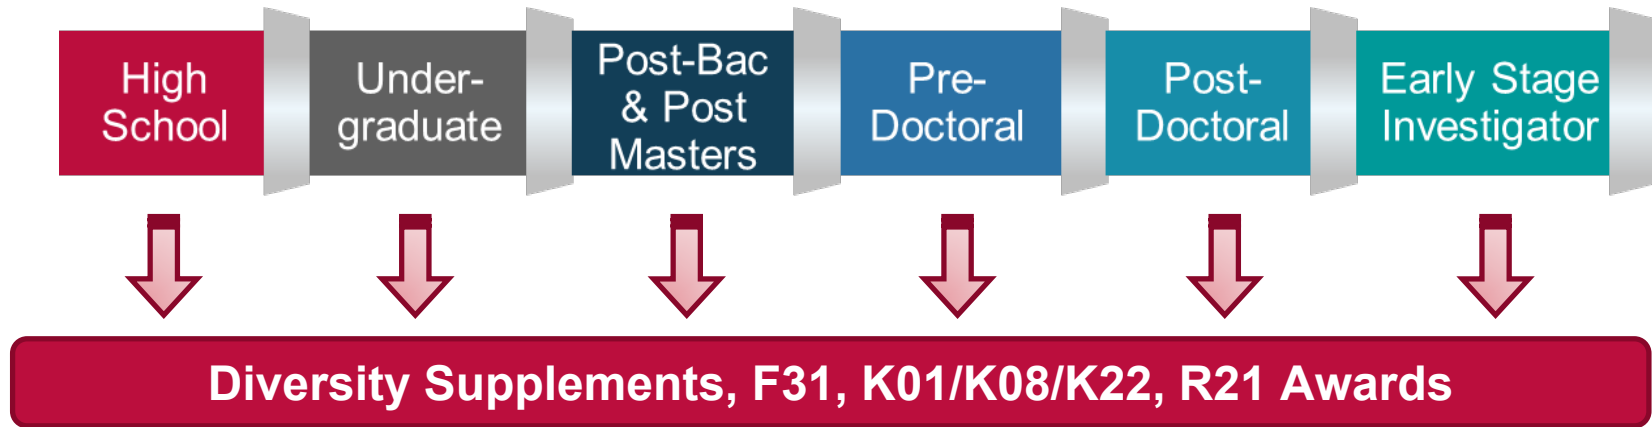 High
School
Under-
graduate
Post-Bac
& Post
Masters
Pre-
Doctoral
Post-
Doctoral
Early Stage
Investigator
Diversity Supplements, F31, K01/K08/K22, R21 Awards